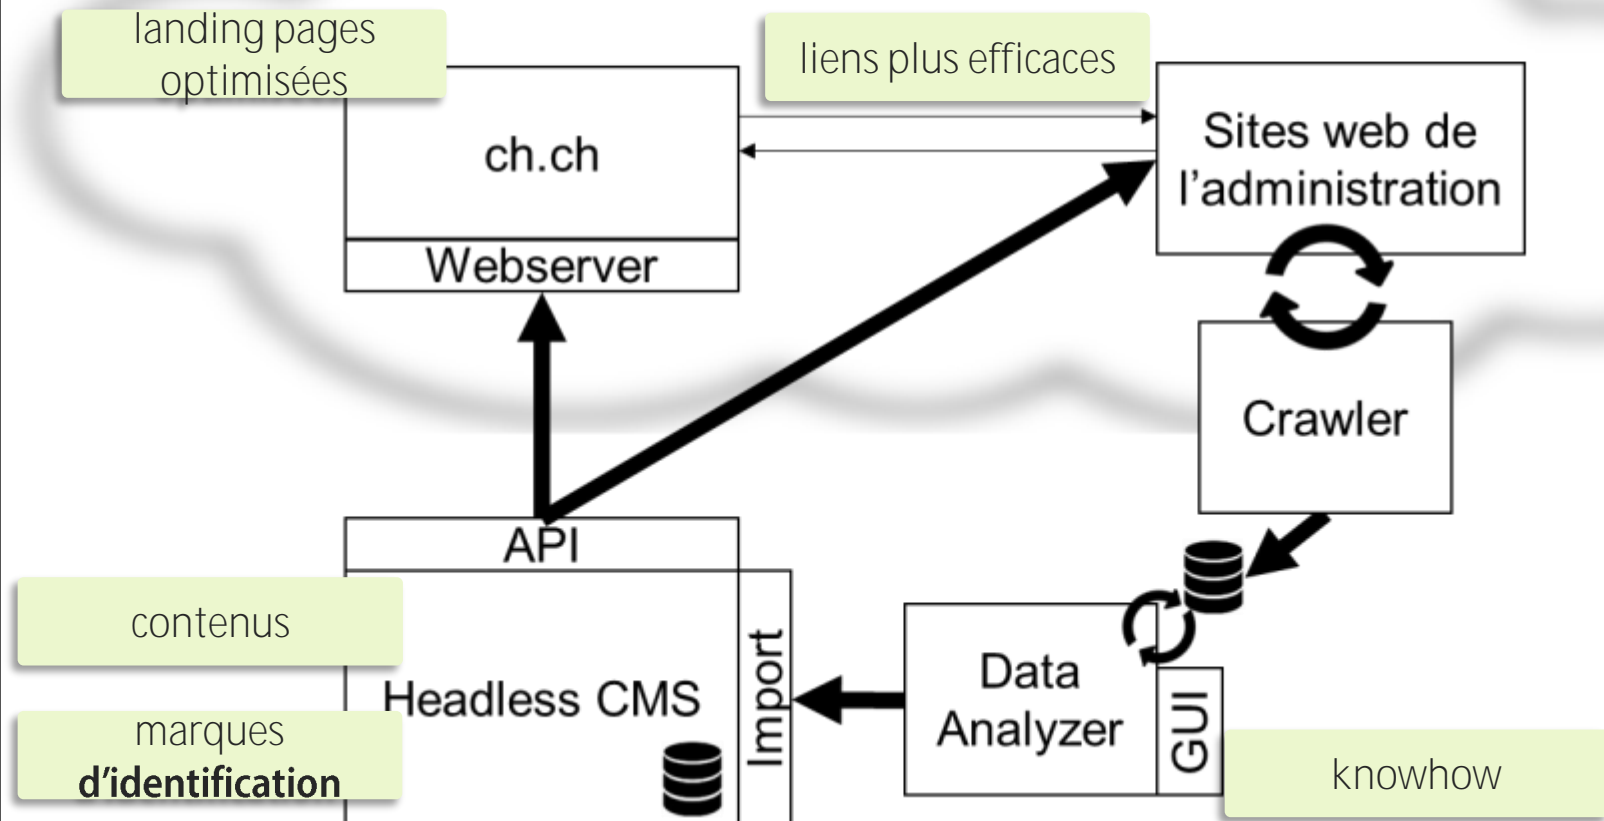 landing pages
optimisées
liens plus efficaces
ch.ch
Sites web de
l'administration
Webserver
Crawler
API
contenus
Headless CMS
Import
Data
Analyzer
GUI
marques
d'identification
knowhow